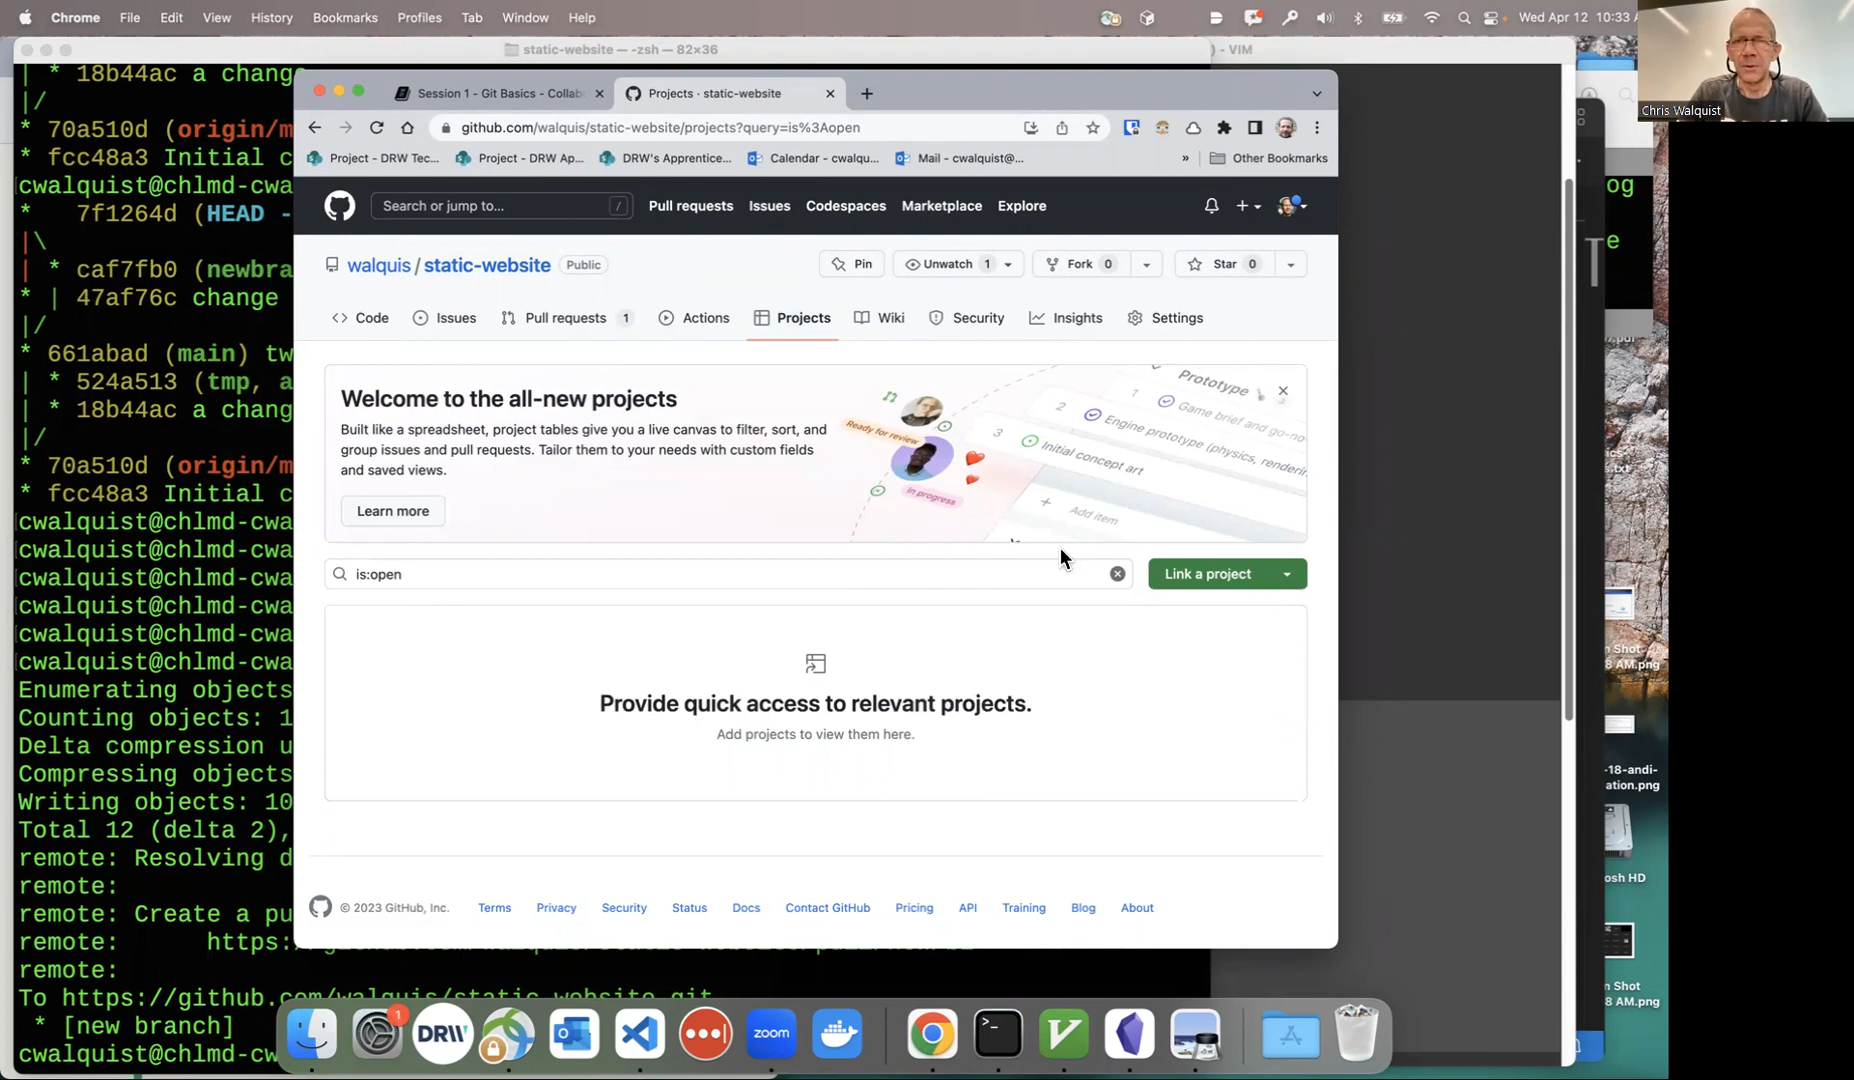 Chrome File Edit View History Bookmarks Profiles Tab Window Help
Wed Apr 12 10:33
static-website — -zsh — 82×36
- VIM
Chris Walquist
Session 1 - Git Basics - Collab
Projects · static-website
github.com/walquis/static-website/projects?query=is%3Aopen
Project - DRW Tec... Project - DRW Ap... DRW's Apprentice... Calendar - cwalqu... Mail - cwalquist@... » Other Bookmarks
Search or jump to... /
Pull requests Issues Codespaces Marketplace Explore
walquis / static-website Public
Pin Unwatch 1 Fork 0 Star 0
Code Issues Pull requests 1 Actions Projects Wiki Security Insights Settings
Welcome to the all-new projects
Built like a spreadsheet, project tables give you a live canvas to filter, sort, and
group issues and pull requests. Tailor them to your needs with custom fields
and saved views.
Learn more
Prototype
1 Game brief and go-no
2 Engine prototype (physics, renderin
3 Initial concept art
+ Add item
Ready for review
In progress
is:open
Link a project
Provide quick access to relevant projects.
Add projects to view them here.
© 2023 GitHub, Inc. Terms Privacy Security Status Docs Contact GitHub Pricing API Training Blog About
| * 18b44ac a change
|/
* 70a510d (origin/m
* fcc48a3 Initial c
cwalquist@chlmd-cwa
* 7f1264d (HEAD -
|\
| * caf7fb0 (newbra
* | 47af76c change
|/
* 661abad (main) tw
| * 524a513 (tmp, a
| * 18b44ac a chang
|/
* 70a510d (origin/m
* fcc48a3 Initial c
cwalquist@chlmd-cwa
cwalquist@chlmd-cwa
cwalquist@chlmd-cwa
cwalquist@chlmd-cwa
cwalquist@chlmd-cwa
cwalquist@chlmd-cwa
Enumerating objects
Counting objects: 1
Delta compression u
Compressing objects
Writing objects: 10
Total 12 (delta 2),
remote: Resolving d
remote:
remote: Create a pu
remote: https:
remote:
To https://github.com/walquis/static-website.git
* [new branch]
cwalquist@chlmd-cw
og
e
T
n Shot
8 AM.png
-18-andi-
ation.png
osh HD
n Shot
8 AM.png
1
DRW
zoom